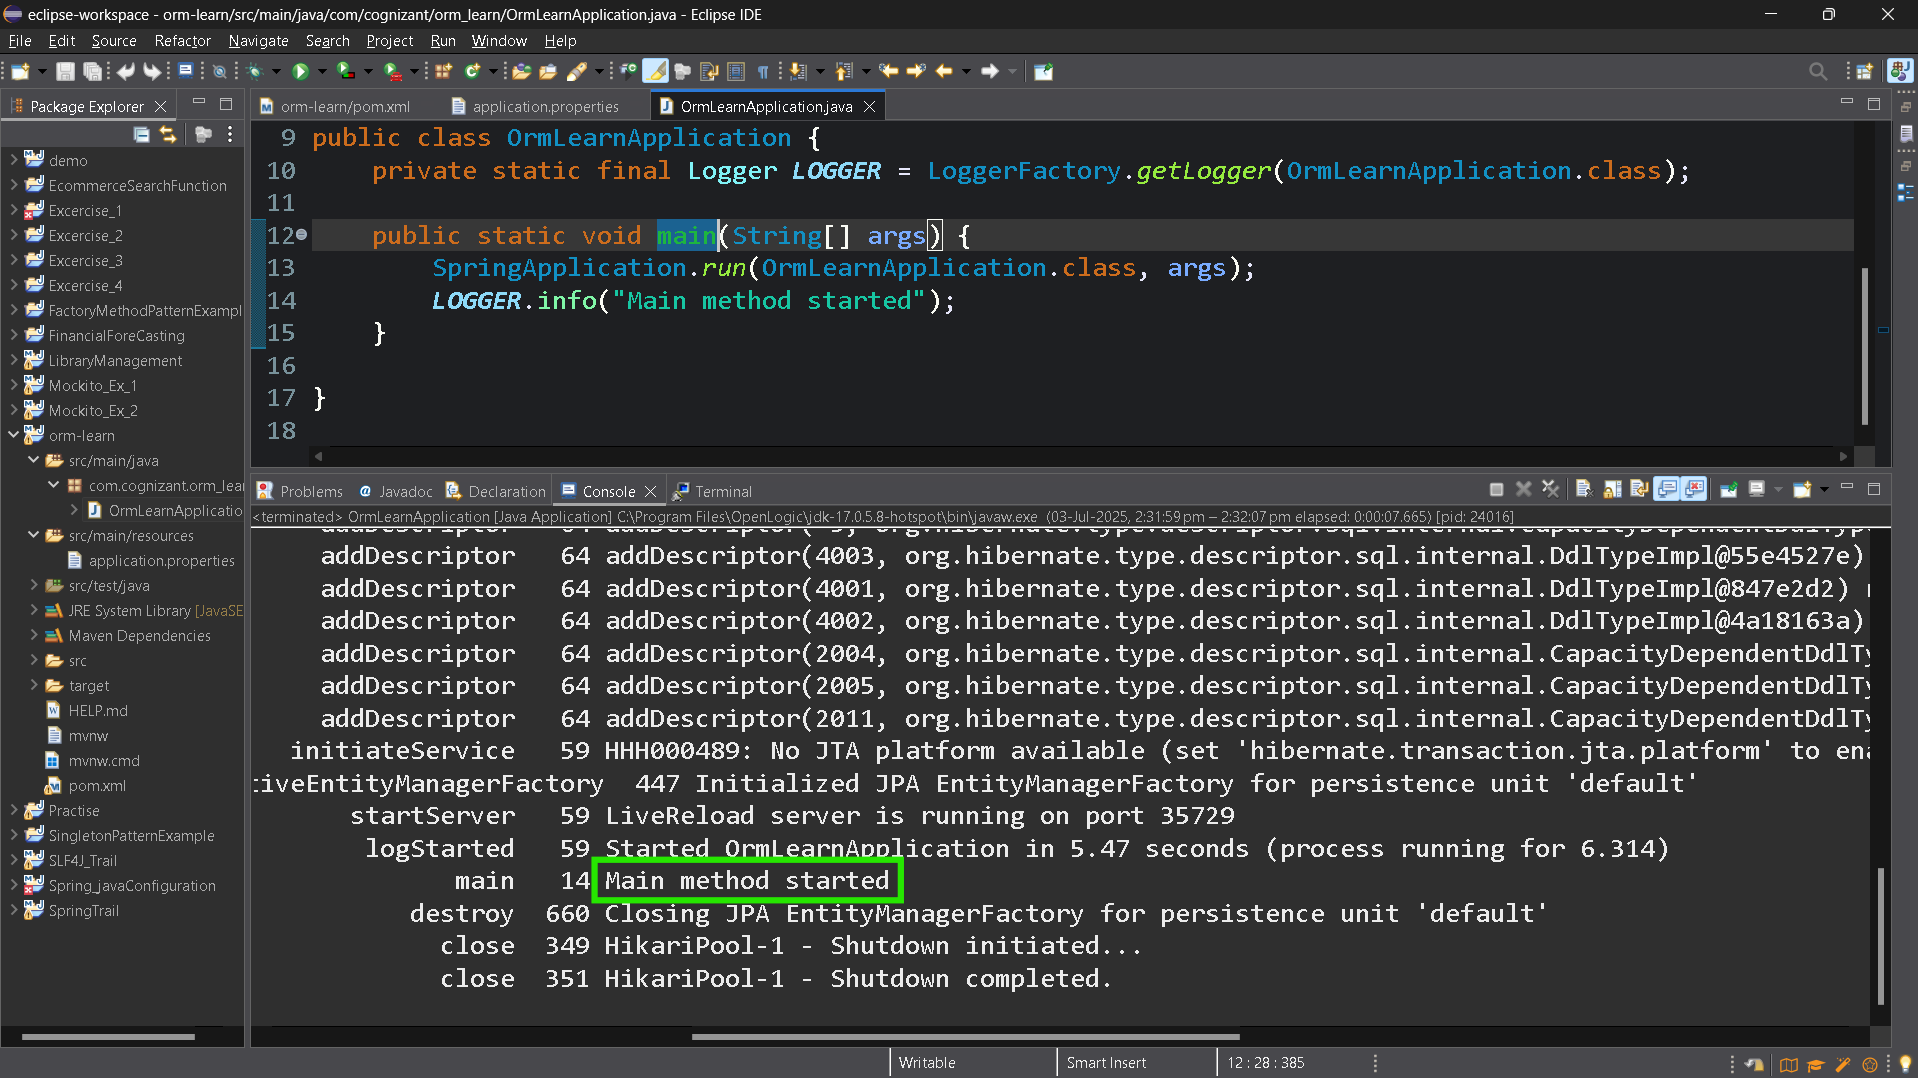 eclipse-workspace - orm-learn/src/main/java/com/cognizant/orm_learn/OrmLearnApplication.java - Eclipse IDE
File Edit Source Refactor Navigate Search Project Run Window Help
Package Explorer
orm-learn/pom.xml
application.properties
OrmLearnApplication.java
demo
EcommerceSearchFunction
Excercise_1
Excercise_2
Excercise_3
Excercise_4
FactoryMethodPatternExampl
FinancialForeCasting
LibraryManagement
Mockito_Ex_1
Mockito_Ex_2
orm-learn
src/main/java
com.cognizant.orm_lear
OrmLearnApplicatio
src/main/resources
application.properties
src/test/java
JRE System Library [JavaSE
Maven Dependencies
src
target
HELP.md
mvnw
mvnw.cmd
pom.xml
Practise
SingletonPatternExample
SLF4J_Trail
Spring_javaConfiguration
SpringTrail
9 public class OrmLearnApplication {
10 private static final Logger LOGGER = LoggerFactory.getLogger(OrmLearnApplication.class);
11
12 public static void main(String[] args) {
13 SpringApplication.run(OrmLearnApplication.class, args);
14 LOGGER.info("Main method started");
15 }
16
17 }
18
Problems Javadoc Declaration Console Terminal
<terminated> OrmLearnApplication [Java Application] C:\Program Files\OpenLogic\jdk-17.0.5.8-hotspot\bin\javaw.exe (03-Jul-2025, 2:31:59 pm – 2:32:07 pm elapsed: 0:00:07.665) [pid: 24016]
addDescriptor 64 addDescriptor(4003, org.hibernate.type.descriptor.sql.internal.DdlTypeImpl@55e4527e)
addDescriptor 64 addDescriptor(4001, org.hibernate.type.descriptor.sql.internal.DdlTypeImpl@847e2d2)
addDescriptor 64 addDescriptor(4002, org.hibernate.type.descriptor.sql.internal.DdlTypeImpl@4a18163a)
addDescriptor 64 addDescriptor(2004, org.hibernate.type.descriptor.sql.internal.CapacityDependentDdlTy
addDescriptor 64 addDescriptor(2005, org.hibernate.type.descriptor.sql.internal.CapacityDependentDdlTy
addDescriptor 64 addDescriptor(2011, org.hibernate.type.descriptor.sql.internal.CapacityDependentDdlTy
initiateService 59 HHH000489: No JTA platform available (set 'hibernate.transaction.jta.platform' to ena
tiveEntityManagerFactory 447 Initialized JPA EntityManagerFactory for persistence unit 'default'
startServer 59 LiveReload server is running on port 35729
logStarted 59 Started OrmLearnApplication in 5.47 seconds (process running for 6.314)
main 14 Main method started
destroy 660 Closing JPA EntityManagerFactory for persistence unit 'default'
close 349 HikariPool-1 - Shutdown initiated...
close 351 HikariPool-1 - Shutdown completed.
Writable
Smart Insert
12 : 28 : 385